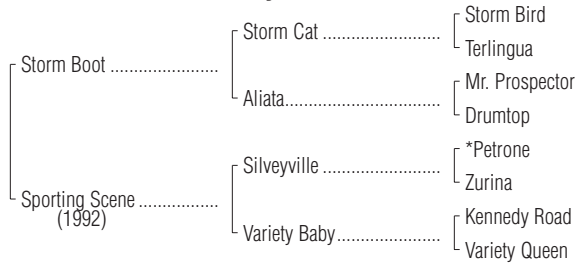 Storm Bird
Storm Cat ........................
Terlingua
Storm Boot ......................
Mr. Prospector
Aliata................................
Drumtop
*Petrone
Silveyville ........................
Zurina
Sporting Scene ................
(1992)
Kennedy Road
Variety Baby.....................
Variety Queen